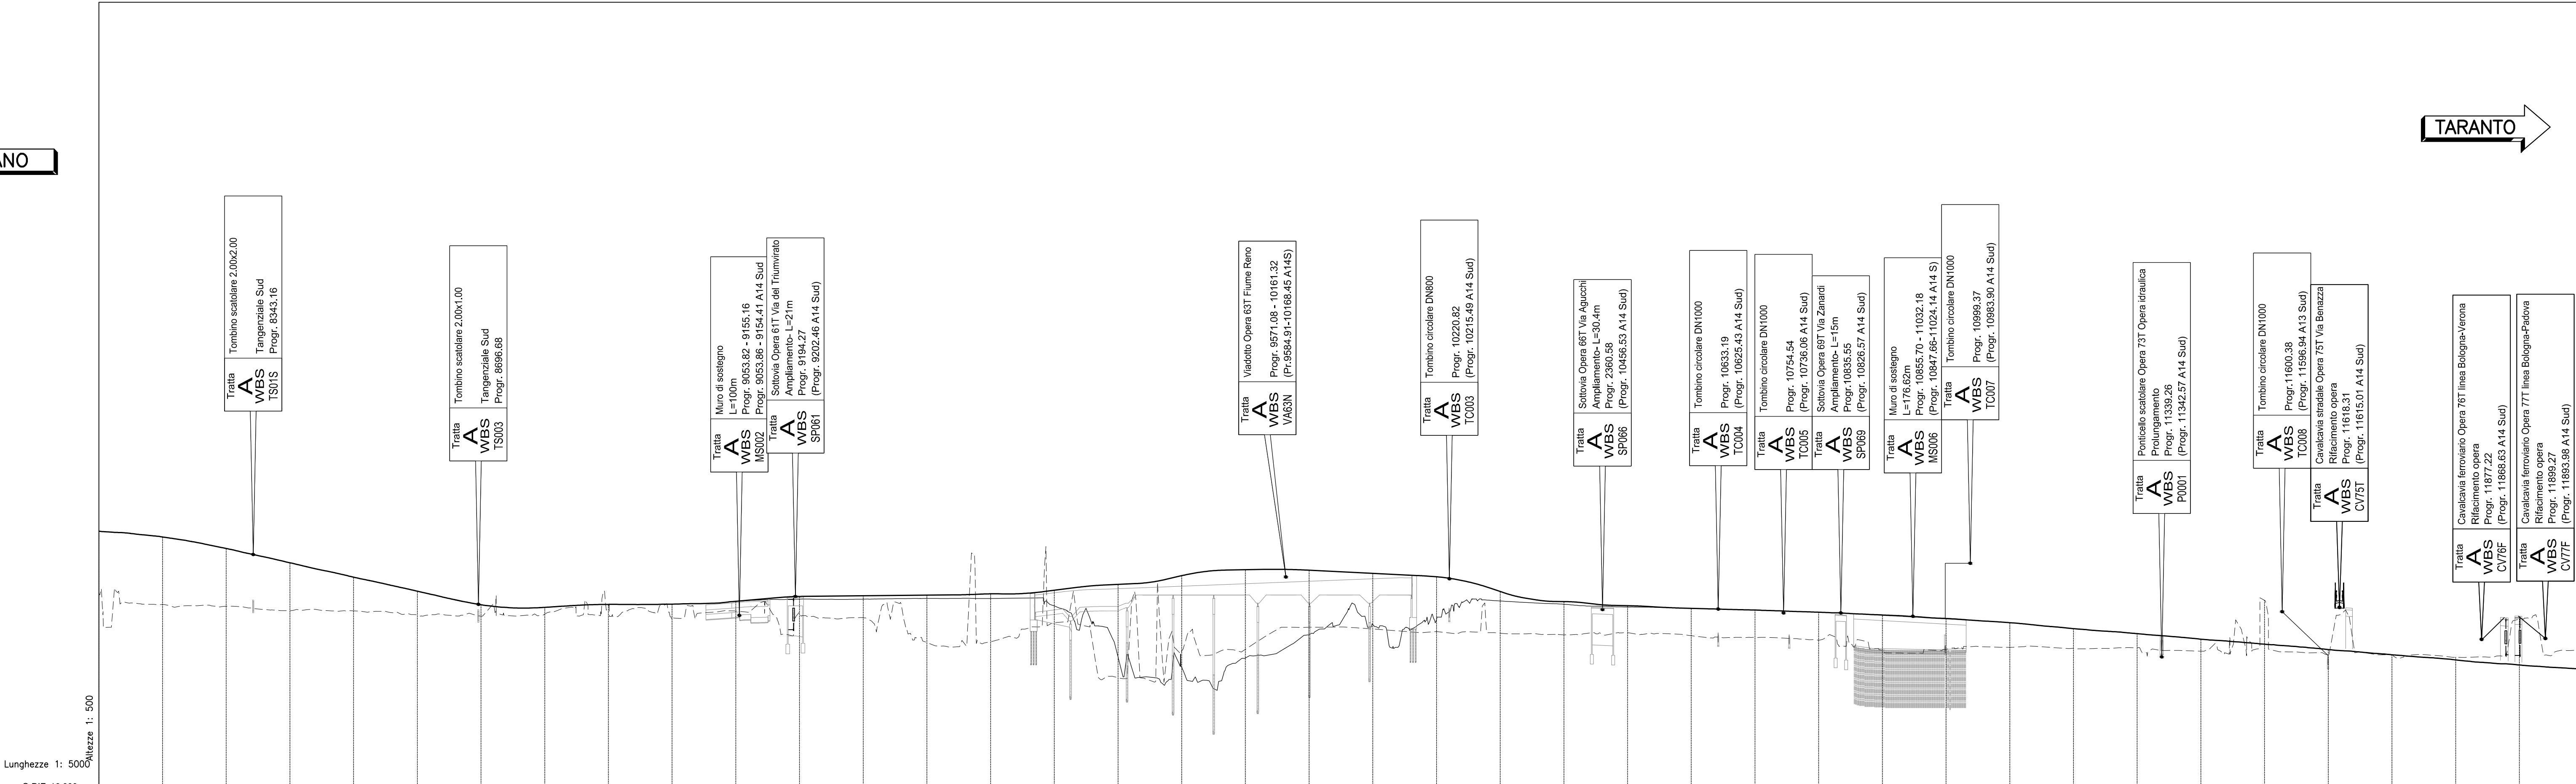 ANO
TARANTO
Tratta
A
WBS
TS01S
Tombino scatolare 2.00x2.00
Tangenziale Sud
Progr. 8343.16
Tratta
A
WBS
TS003
Tombino scatolare 2.00x1.00
Tangenziale Sud
Progr. 8696.68
Tratta
A
WBS
MS002
Muro di sostegno
L=100m
Progr. 9053.82 - 9155.16
Progr. 9053.86 - 9154.41 A14 Sud
Tratta
A
WBS
SP061
Sottovia Opera 61T Via del Triumvirato
Ampliamento- L=21m
Progr. 9194.27
(Progr. 9202.46 A14 Sud)
Tratta
A
WBS
VA63N
Viadotto Opera 63T Fiume Reno
Progr. 9571.08 - 10161.32
(Pr.9584.91-10168.45 A14S)
Tratta
A
WBS
TC003
Tombino circolare DN800
Progr. 10220.82
(Progr. 10215.49 A14 Sud)
Tratta
A
WBS
SP066
Sottovia Opera 66T Via Agucchi
Ampliamento- L=30.4m
Progr. 2360.58
(Progr. 10456.53 A14 Sud)
Tratta
A
WBS
TC004
Tombino circolare DN1000
Progr. 10633.19
(Progr. 10625.43 A14 Sud)
Tratta
A
WBS
TC005
Tombino circolare DN1000
Progr. 10754.54
(Progr. 10736.06 A14 Sud)
Tratta
A
WBS
SP069
Sottovia Opera 69T Via Zanardi
Ampliamento- L=15m
Progr.10835.55
(Progr. 10826.57 A14 Sud)
Tratta
A
WBS
MS006
Muro di sostegno
L=176.62m
Progr. 10855.70 - 11032.18
(Progr. 10847.66-11024.14 A14 S)
Tratta
A
WBS
TC007
Tombino circolare DN1000
Progr. 10999.37
(Progr. 10983.90 A14 Sud)
Tratta
A
WBS
P0001
Ponticello scatolare Opera 73T Opera idraulica
Prolungamento
Progr. 11339.26
(Progr. 11342.57 A14 Sud)
Tratta
A
WBS
TC008
Tombino circolare DN1000
Progr.11600.38
(Progr. 11596.94 A13 Sud)
Tratta
A
WBS
CV75T
Cavalcavia stradale Opera 75T Via Benazza
Rifacimento opera
Progr. 11618.31
(Progr. 11615.01 A14 Sud)
Tratta
A
WBS
CV76F
Cavalcavia ferroviario Opera 76T linea Bologna-Verona
Rifacimento opera
Progr. 11877.22
(Progr. 11868.63 A14 Sud)
Tratta
A
WBS
CV77F
Cavalcavia ferroviario Opera 77T linea Bologna-Padova
Rifacimento opera
Progr. 11899.27
(Progr. 11893.98 A14 Sud)
Altezze 1: 500
Lunghezze 1: 5000